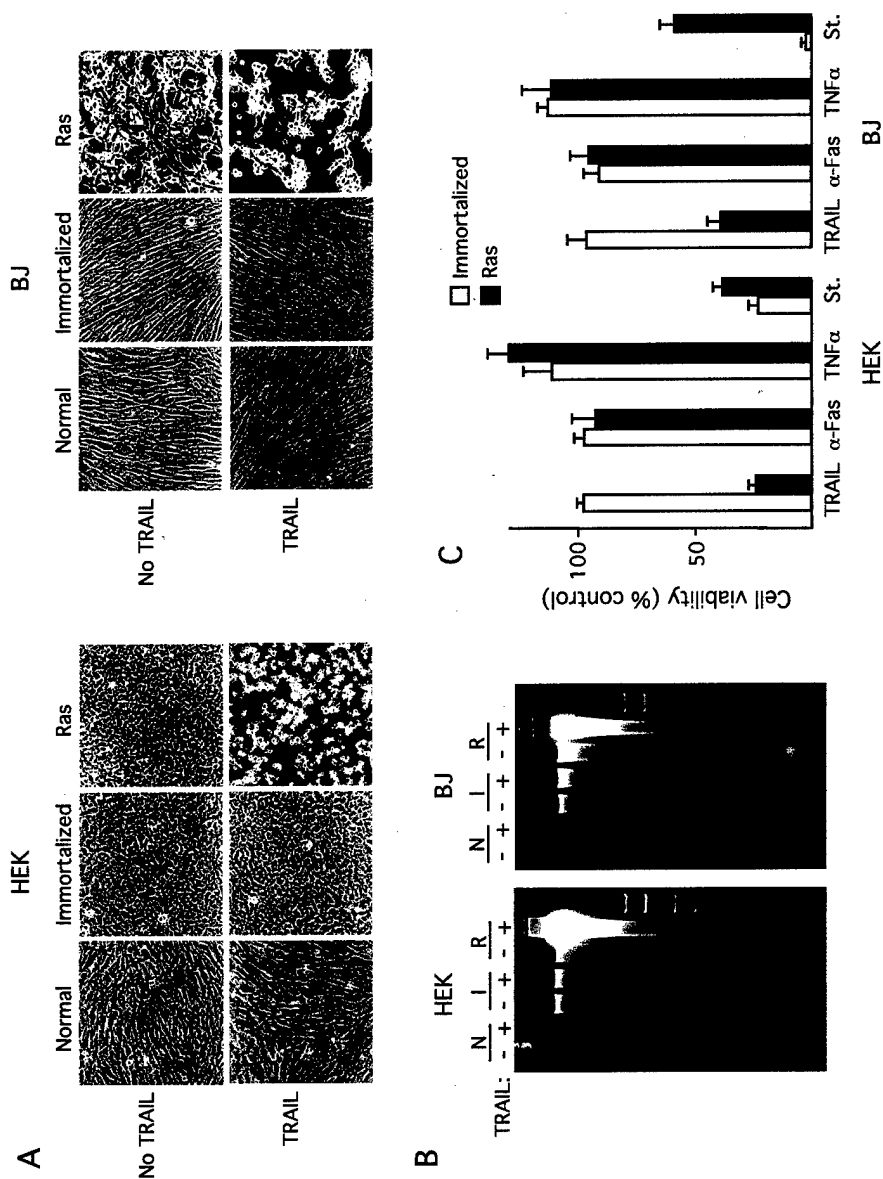 A
HEK
Normal Immortalized Ras
No TRAIL
TRAIL
BJ
Normal Immortalized Ras
No TRAIL
TRAIL
B
HEK
N I R
TRAIL: - + - + - +
BJ
N I R
- + - + - +
C
Immortalized
Ras
Cell viability (% control)
100
50
TRAIL α-Fas TNFα St. TRAIL α-Fas TNFα St.
HEK BJ